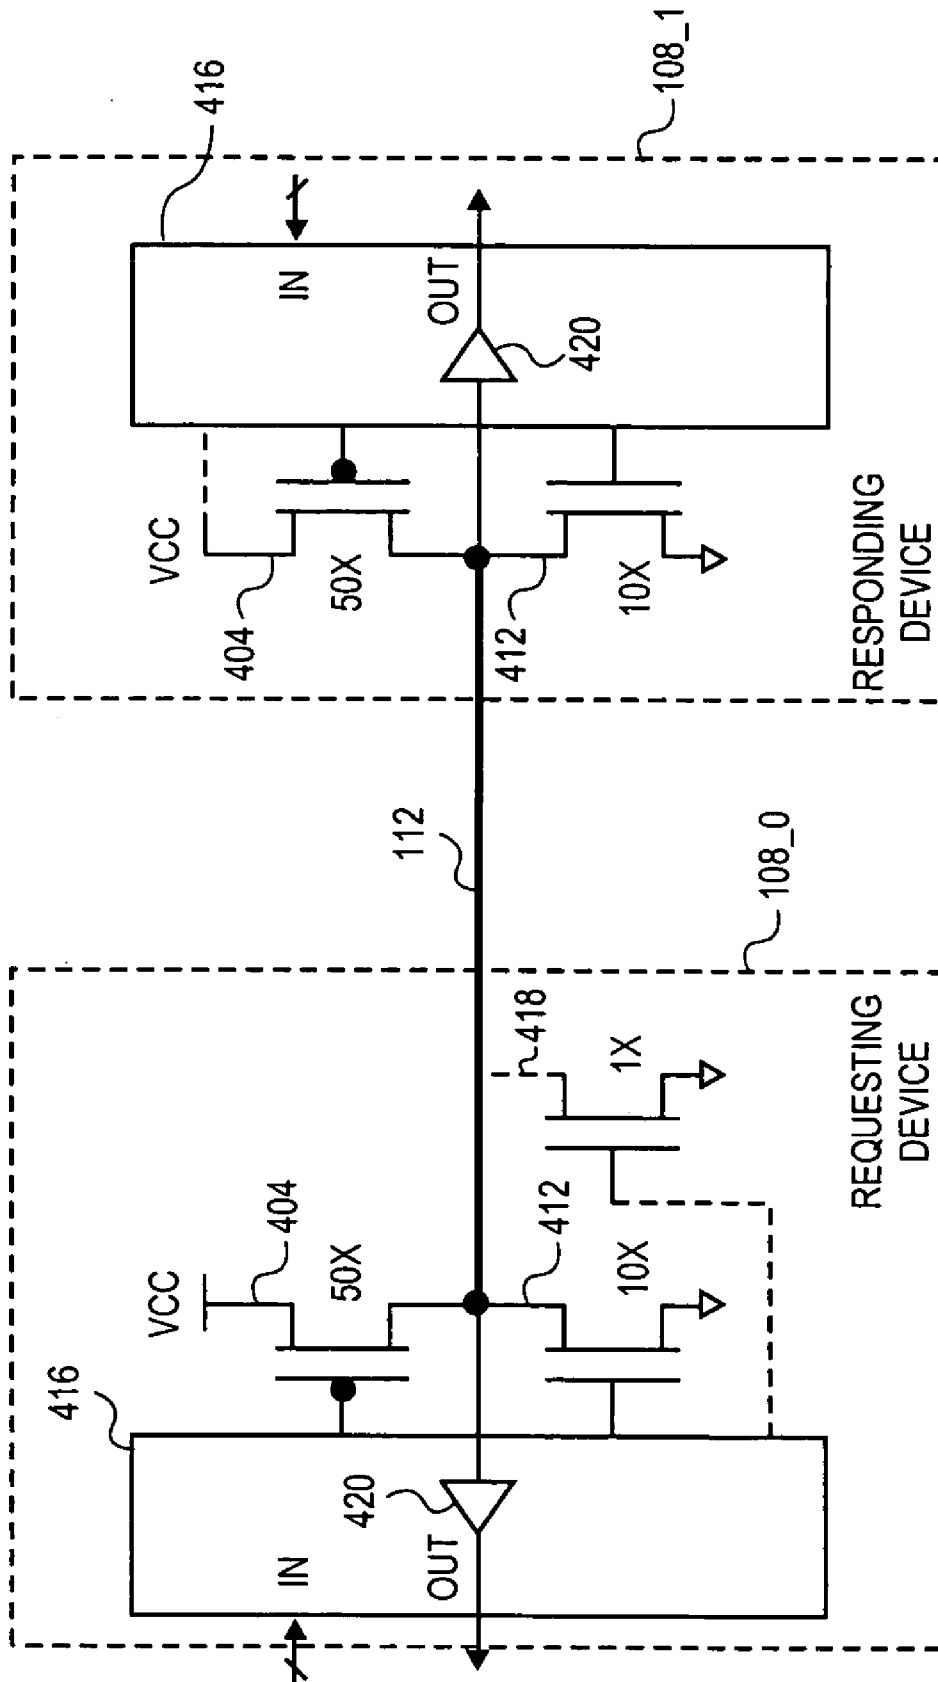 416
IN
OUT
420
VCC
404
50X
412
10X
418
1X
REQUESTING
DEVICE
108_0
112
VCC
404
50X
412
10X
416
IN
OUT
420
RESPONDING
DEVICE
108_1